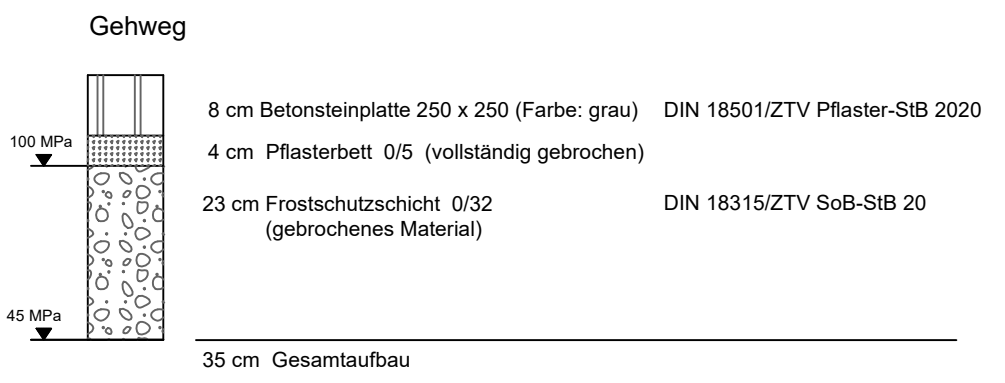 Gehweg
8 cm Betonsteinplatte 250 x 250 (Farbe: grau) DIN 18501/ZTV Pflaster-StB 2020
100 MPa
4 cm Pflasterbett 0/5 (vollständig gebrochen)
23 cm Frostschutzschicht 0/32 DIN 18315/ZTV SoB-StB 20
(gebrochenes Material)
45 MPa
35 cm Gesamtaufbau